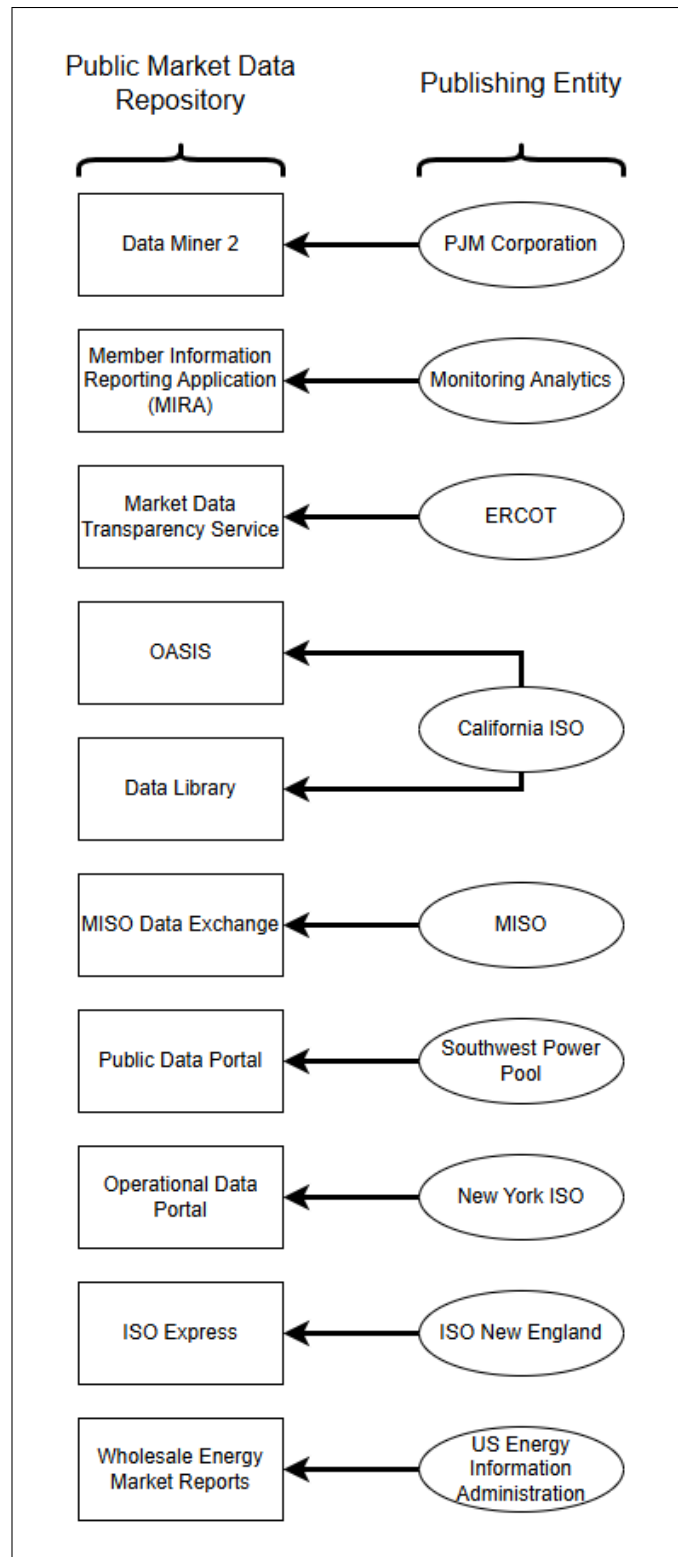 Public Market Data
Repository
Publishing Entity
Data Miner 2
PJM Corporation
Member Information
Reporting Application
(MIRA)
Monitoring Analytics
Market Data
Transparency Service
ERCOT
OASIS
California ISO
Data Library
MISO Data Exchange
MISO
Public Data Portal
Southwest Power
Pool
Operational Data
Portal
New York ISO
ISO Express
ISO New England
Wholesale Energy
Market Reports
US Energy
Information
Administration